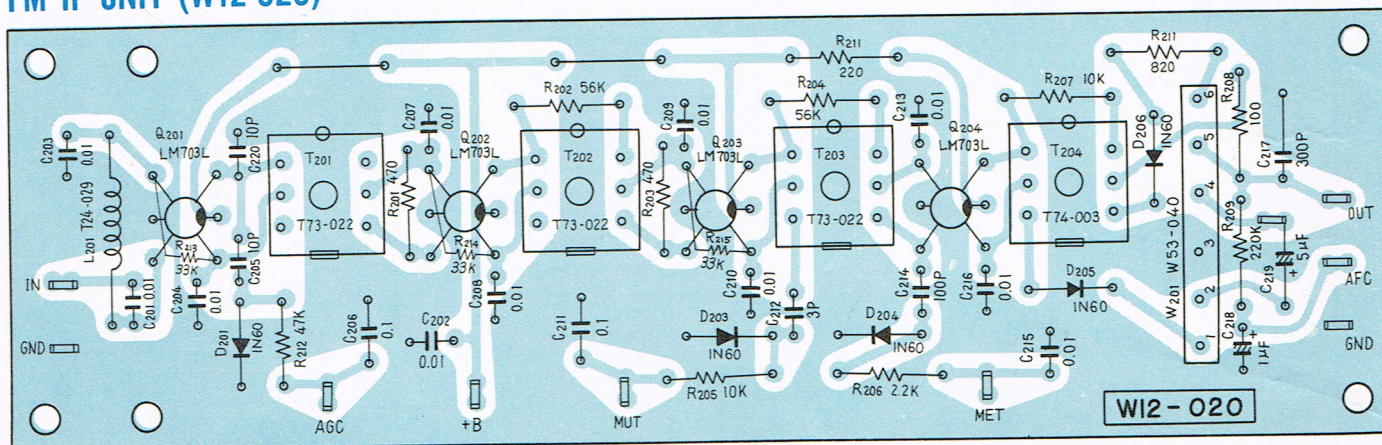 FM IF UNIT (W12-020)
R211
220
R211
820
R202 56K
R204
56K
R207 10K
R208
100
C203
0.01
Q201
LM703L
C220 10P
T201
T73-022
C207
0.01
Q202
LM703L
R201 470
T202
T73-022
C209
0.01
Q203
LM703L
R203 470
T203
T73-022
C213
0.01
Q204
LM703L
T204
T74-003
D206
IN60
6
5
4
3
2
1
W201 W53-040
C217
300P
R209
220K
OUT
L201 T24-029
R213
33K
C205 10P
R214
33K
R215
33K
C219
5μF
+
AFC
IN
C201 0.01
C204
0.01
C208
0.01
C210
0.01
C212
3P
C214
100P
C216
0.01
D205
IN60
C218
1μF
+
GND
GND
D201
IN60
R212 47K
C206
0.1
C202
0.01
C211
0.1
D203
IN60
D204
IN60
C215
0.01
R205 10K
R206 2.2K
AGC
+B
MUT
MET
W12-020